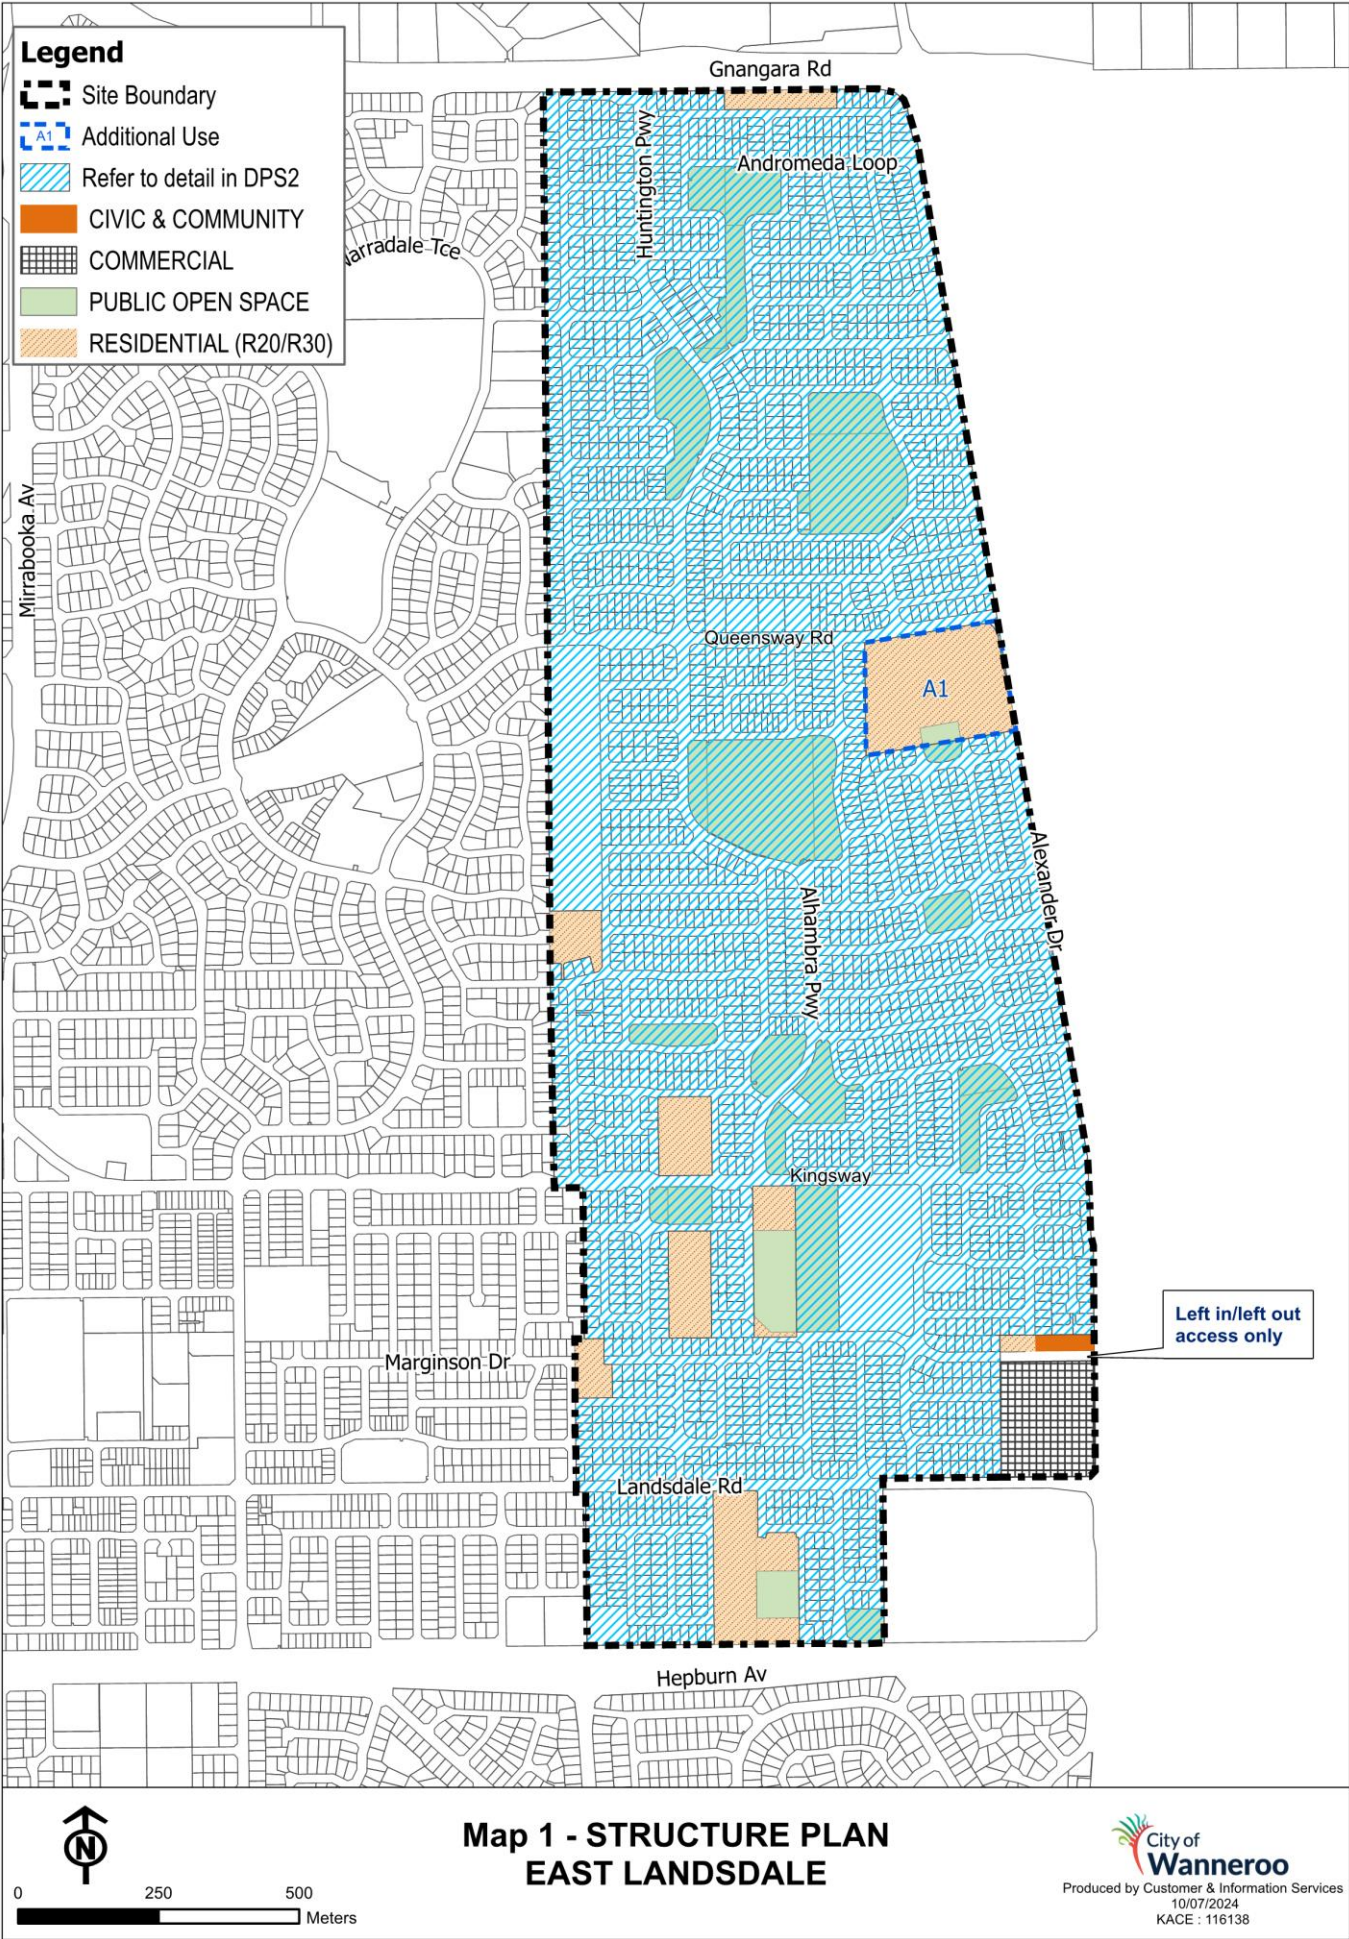 Legend
Site Boundary
A1 Additional Use
Refer to detail in DPS2
CIVIC & COMMUNITY
COMMERCIAL
PUBLIC OPEN SPACE
RESIDENTIAL (R20/R30)
Gnangara Rd
Huntington Pwy
Andromeda Loop
arradale Tce
Mirrabooka Av
Queensway Rd
A1
Alexander Dr
Alhambra Pwy
Kingsway
Left in/left out
access only
Marginson Dr
Landsdale Rd
Hepburn Av
N
0 250 500
Meters
Map 1 - STRUCTURE PLAN
EAST LANDSDALE
City of
Wanneroo
Produced by Customer & Information Services
10/07/2024
KACE : 116138